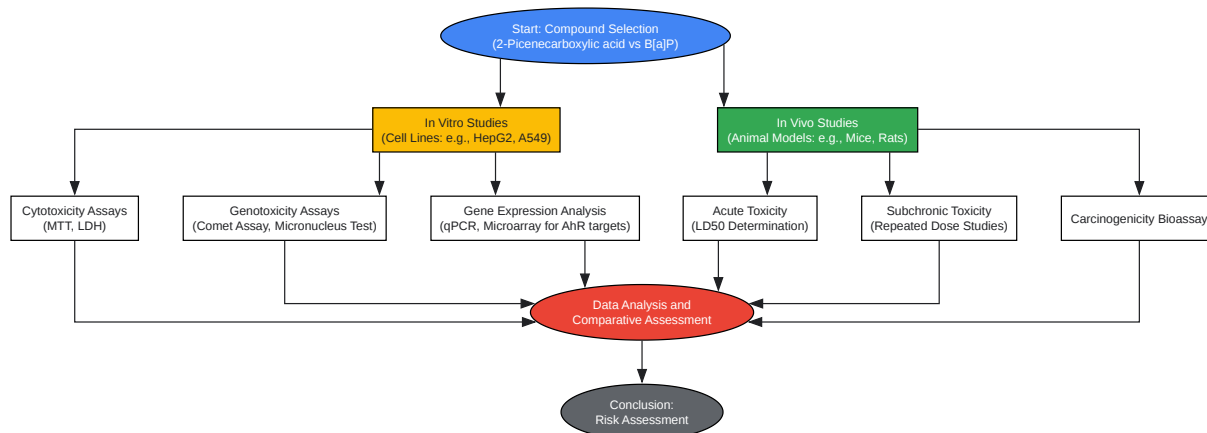 Start: Compound Selection
(2-Picenecarboxylic acid vs B[a]P)
In Vitro Studies
(Cell Lines: e.g., HepG2, A549)
In Vivo Studies
(Animal Models: e.g., Mice, Rats)
Cytotoxicity Assays
(MTT, LDH)
Genotoxicity Assays
(Comet Assay, Micronucleus Test)
Gene Expression Analysis
(qPCR, Microarray for AhR targets)
Acute Toxicity
(LD50 Determination)
Subchronic Toxicity
(Repeated Dose Studies)
Carcinogenicity Bioassay
Data Analysis and
Comparative Assessment
Conclusion:
Risk Assessment